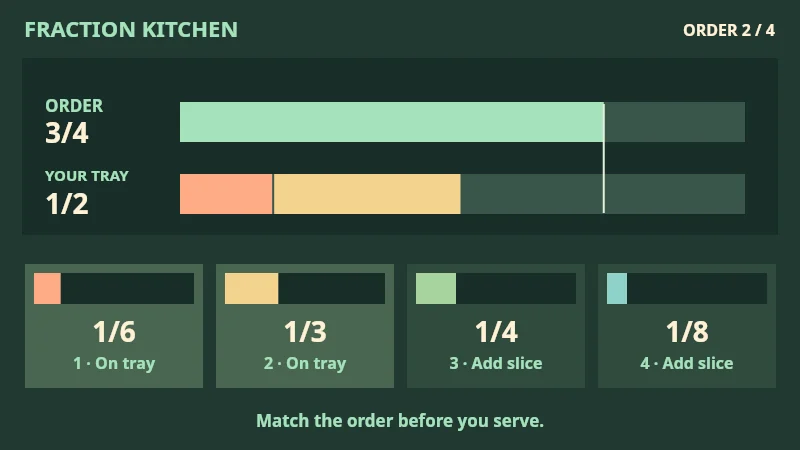 FRACTION KITCHEN
ORDER 2 / 4
ORDER
3/4
YOUR TRAY
1/2
1/6
1 · On tray
1/3
2 · On tray
1/4
3 · Add slice
1/8
4 · Add slice
Match the order before you serve.